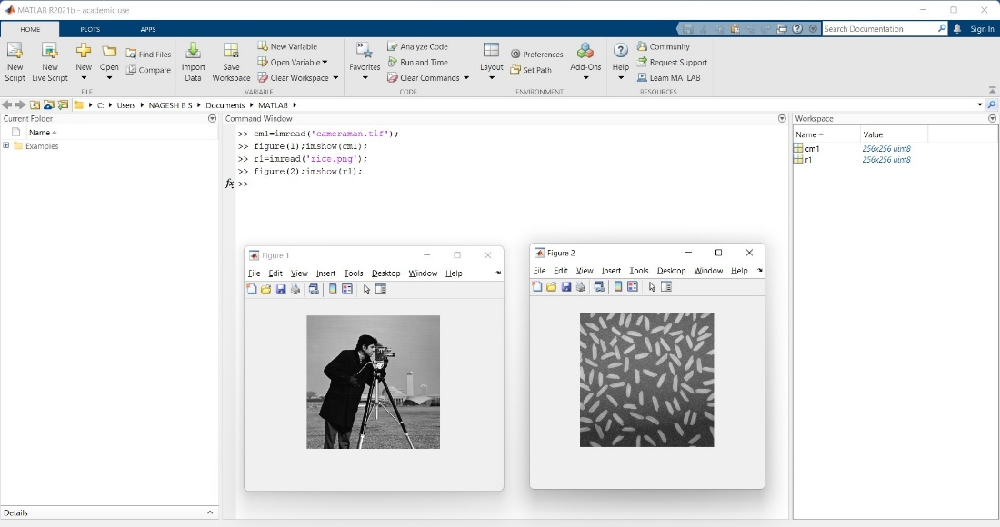 MATLAB R2021b - academic use
HOME PLOTS APPS
Search Documentation
Sign In
New Script
New Live Script
New
Open
Find Files
Compare
FILE
Import Data
Save Workspace
New Variable
Open Variable
Clear Workspace
VARIABLE
Favorites
Analyze Code
Run and Time
Clear Commands
CODE
Layout
Preferences
Set Path
Add-Ons
ENVIRONMENT
Help
Community
Request Support
Learn MATLAB
RESOURCES
C: Users NAGESH B S Documents MATLAB
Current Folder
Name
Examples
Details
Command Window
>> cm1=imread('cameraman.tif');
>> figure(1);imshow(cm1);
>> r1=imread('rice.png');
>> figure(2);imshow(r1);
fx >>
Figure 1
File Edit View Insert Tools Desktop Window Help
Figure 2
File Edit View Insert Tools Desktop Window Help
Workspace
Name Value
cm1 256x256 uint8
r1 256x256 uint8